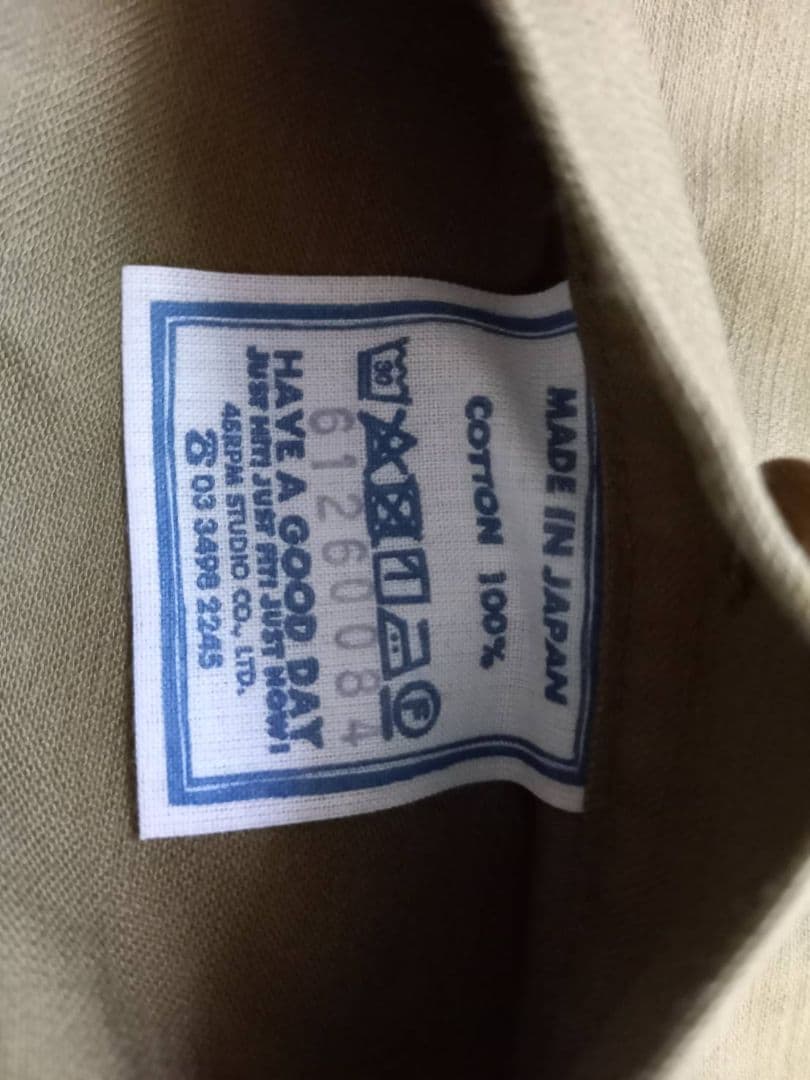 MADE IN JAPAN
COTTON 100%
30 F
61260084
HAVE A GOOD DAY
JUST HIT! JUST FIT! JUST NOW!
45RPM STUDIO CO., LTD.
☎ 03 3498 2245